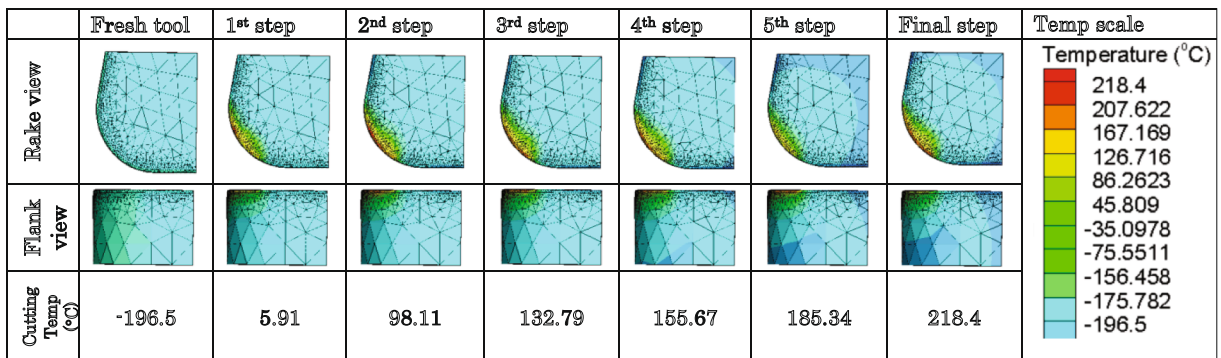 Fresh tool 1st step 2nd step 3rd step 4th step 5th step Final step Temp scale
Rake view
Temperature (°C)
218.4
207.622
167.169
126.716
86.2623
45.809
-35.0978
-75.5511
-156.458
-175.782
-196.5
Flank
view
Cutting
Temp
(°C)
-196.5 5.91 98.11 132.79 155.67 185.34 218.4